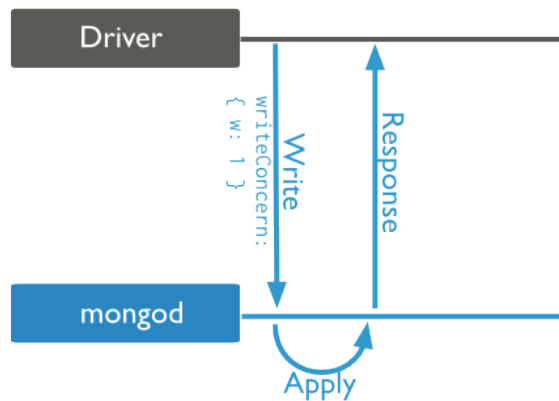 Driver
writeConcern:
{ w: 1 }
Write
Response
mongod
Apply